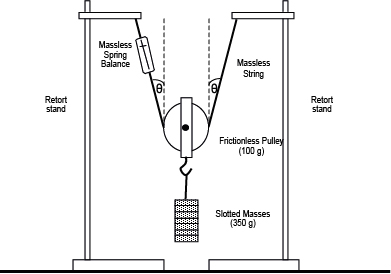 Massless
Spring
Balance
Massless
String
θ
θ
Retort
stand
Retort
stand
Frictionless Pulley
(100 g)
Slotted Masses
(350 g)